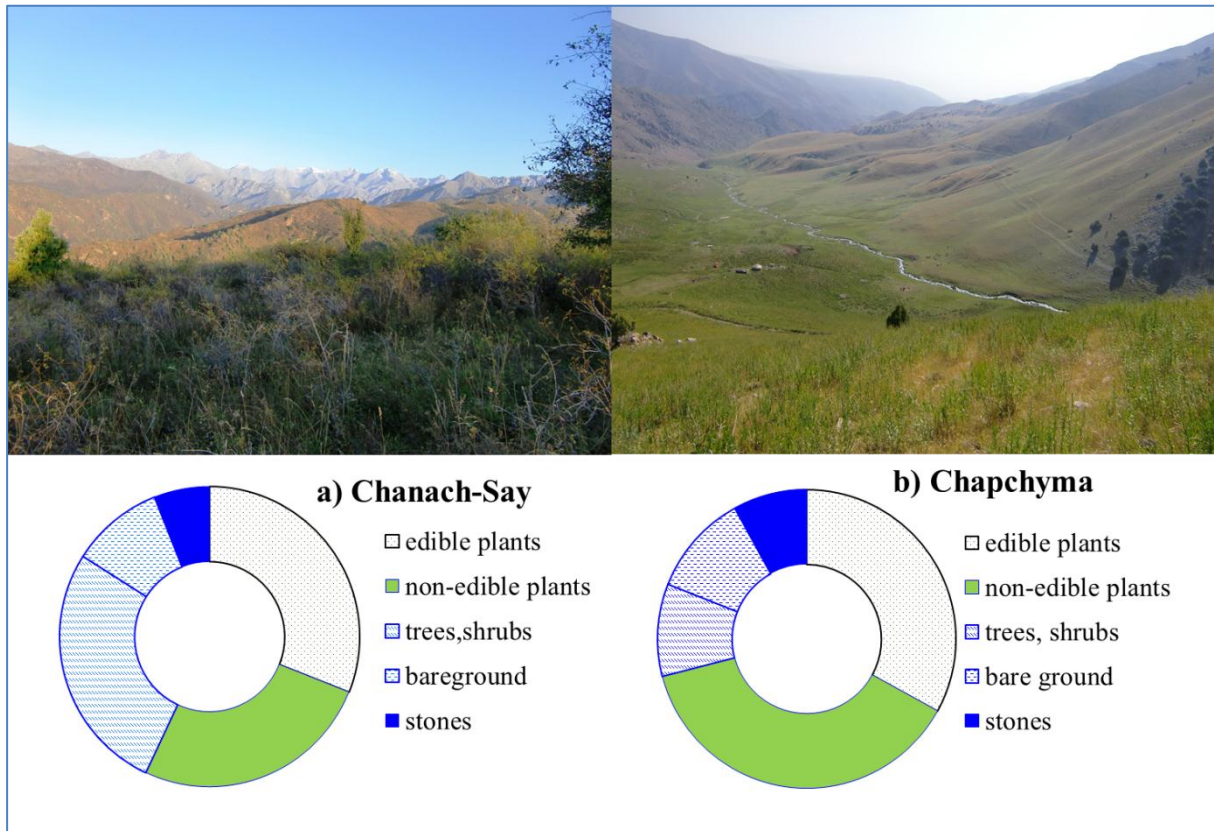 a) Chanach-Say
edible plants
non-edible plants
trees,shrubs
bareground
stones
b) Chapchyma
edible plants
non-edible plants
trees, shrubs
bare ground
stones